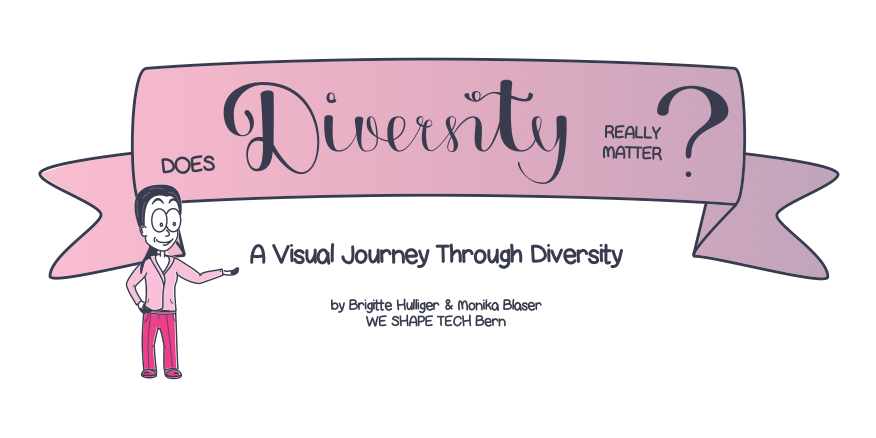 DOES Diversity REALLY MATTER ?
A Visual Journey Through Diversity
by Brigitte Hulliger & Monika Blaser
WE SHAPE TECH Bern